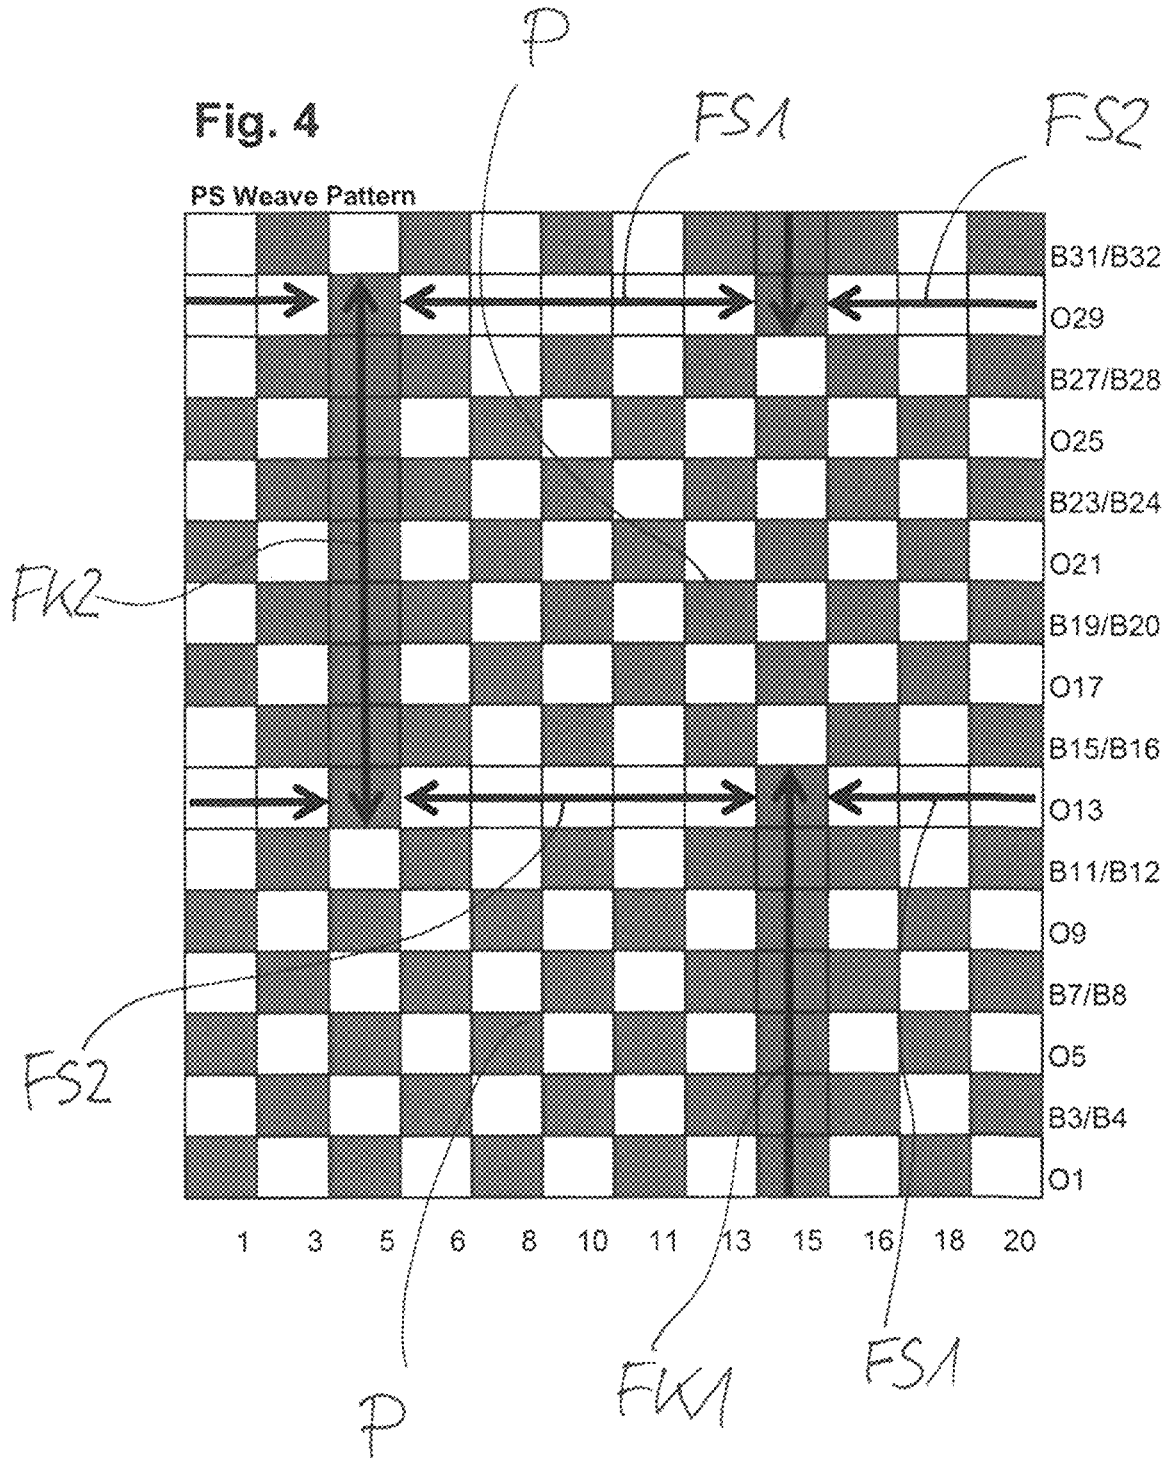 P
Fig. 4
FS1
FS2
PS Weave Pattern
B31/B32
O29
B27/B28
O25
B23/B24
O21
FK2
B19/B20
O17
B15/B16
O13
B11/B12
O9
B7/B8
FS2
O5
B3/B4
O1
1 3 5 6 8 10 11 13 15 16 18 20
FS1
FK1
P